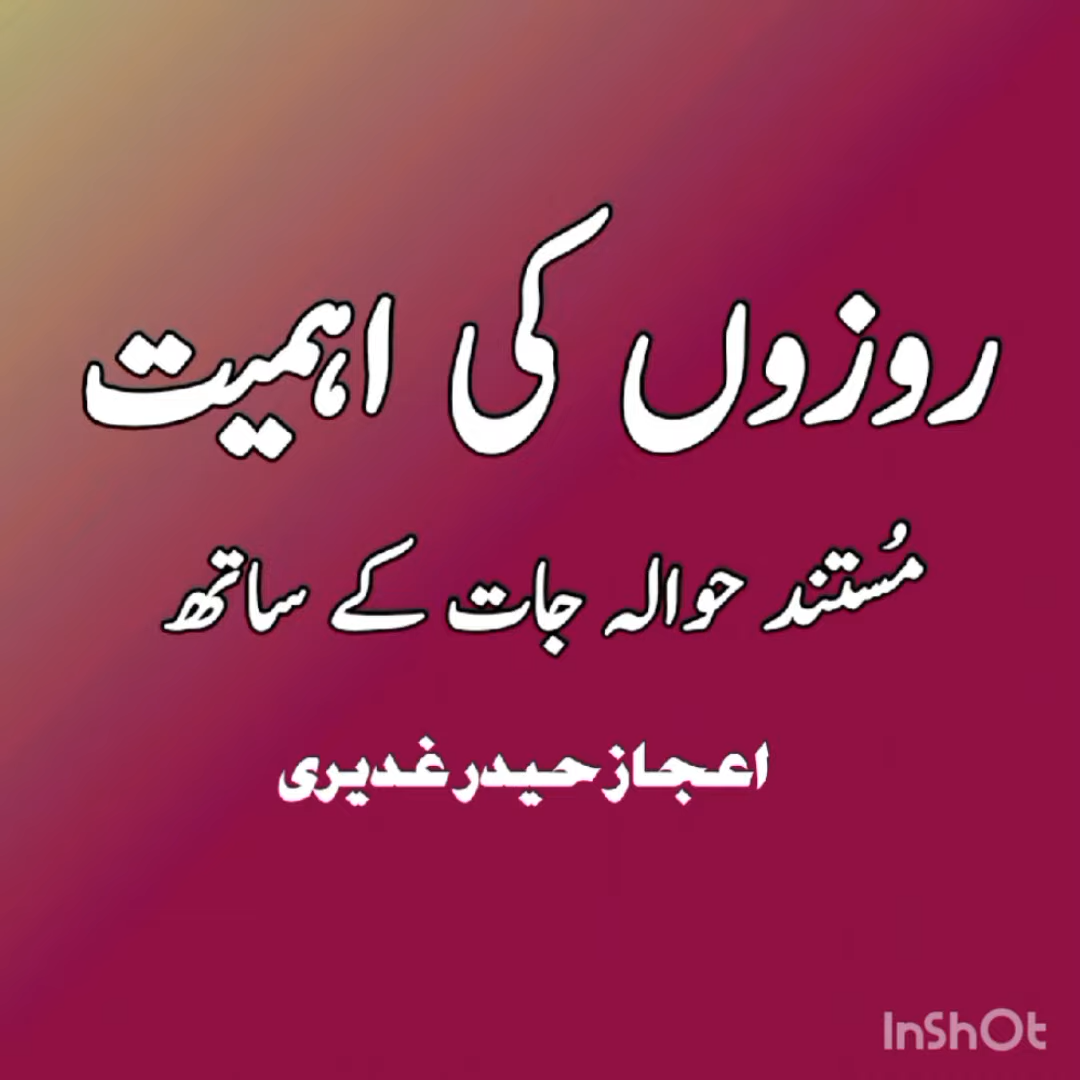 روزوں کی اہمیت
مُستند حوالہ جات کے ساتھ
اعجاز حیدر غدیری
InShOt